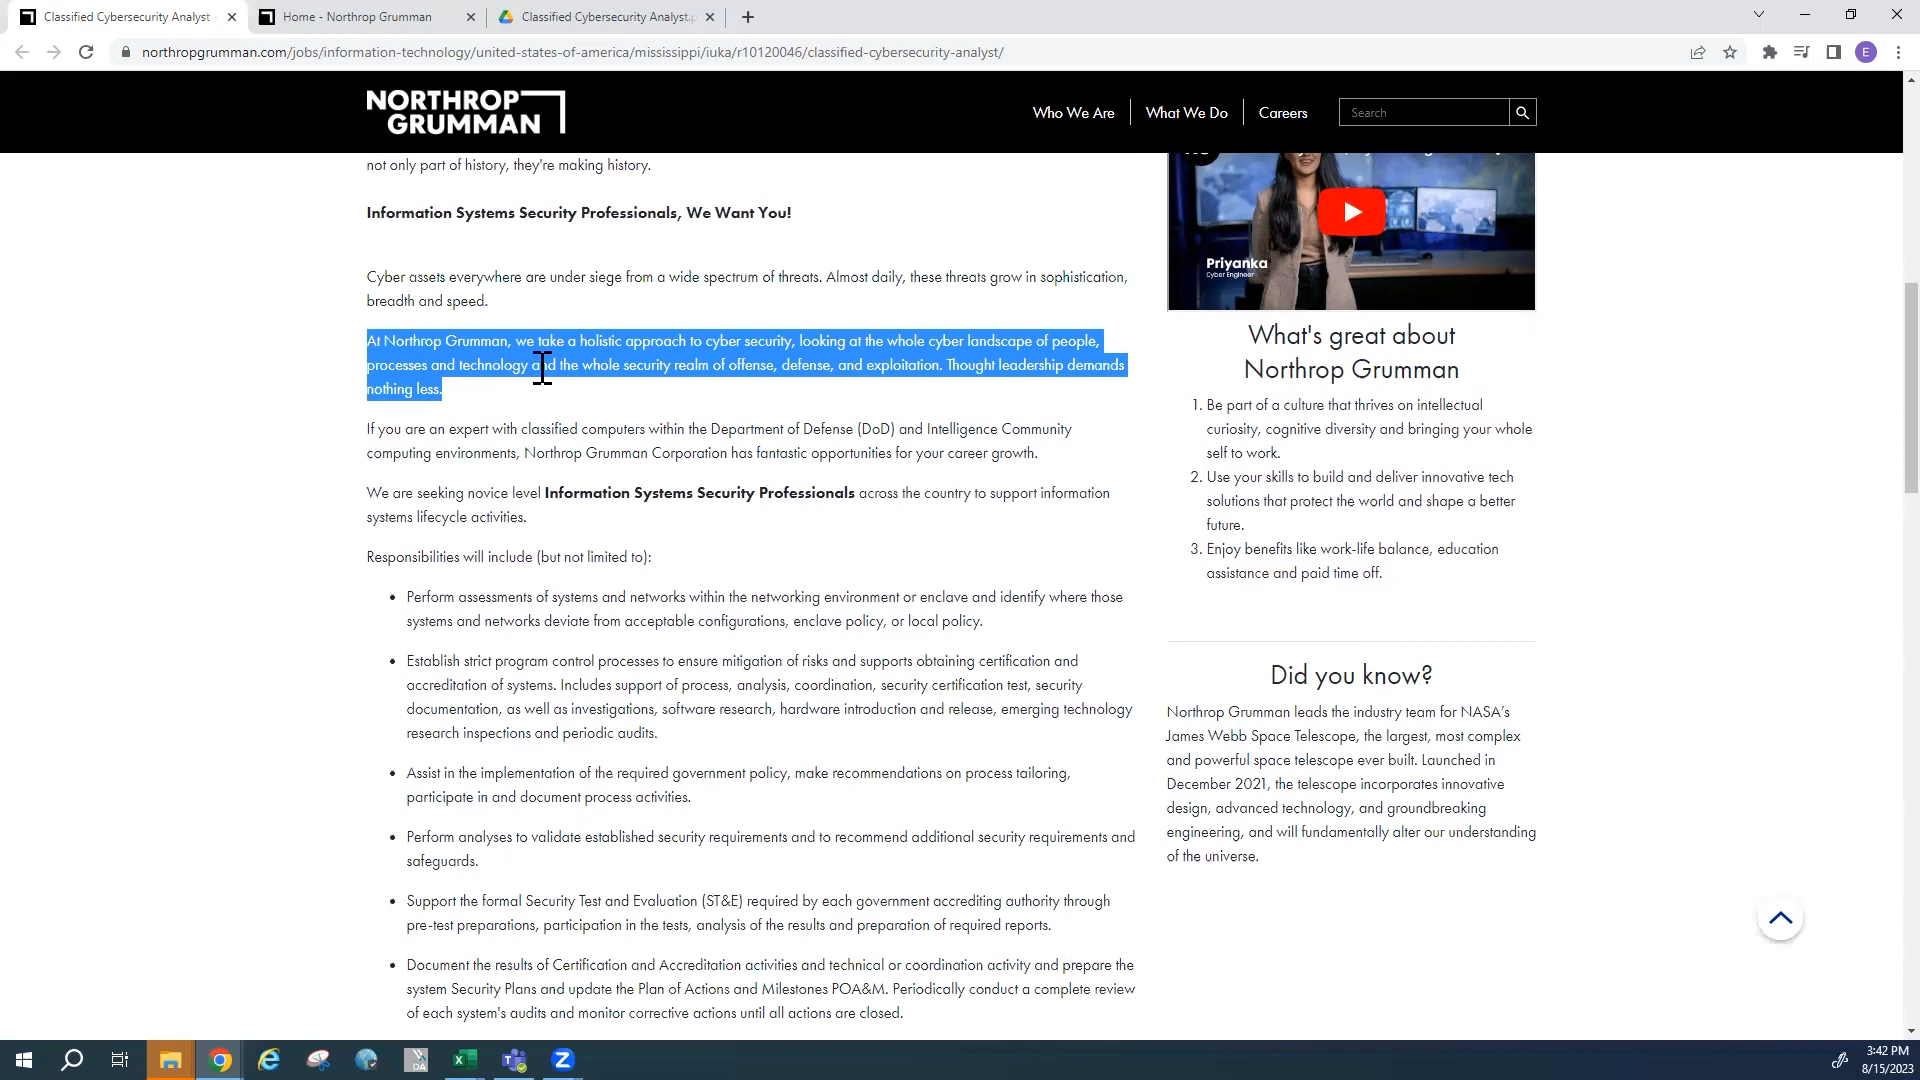 Classified Cybersecurity Analyst -
Home - Northrop Grumman
Classified Cybersecurity Analyst.p
northropgrumman.com/jobs/information-technology/united-states-of-america/mississippi/iuka/r10120046/classified-cybersecurity-analyst/
E
NORTHROP
GRUMMAN
Who We Are
What We Do
Careers
Search
not only part of history, they're making history.
Information Systems Security Professionals, We Want You!
Cyber assets everywhere are under siege from a wide spectrum of threats. Almost daily, these threats grow in sophistication,
breadth and speed.
At Northrop Grumman, we take a holistic approach to cyber security, looking at the whole cyber landscape of people,
processes and technology and the whole security realm of offense, defense, and exploitation. Thought leadership demands
nothing less.
If you are an expert with classified computers within the Department of Defense (DoD) and Intelligence Community
computing environments, Northrop Grumman Corporation has fantastic opportunities for your career growth.
We are seeking novice level Information Systems Security Professionals across the country to support information
systems lifecycle activities.
Responsibilities will include (but not limited to):
• Perform assessments of systems and networks within the networking environment or enclave and identify where those
systems and networks deviate from acceptable configurations, enclave policy, or local policy.
• Establish strict program control processes to ensure mitigation of risks and supports obtaining certification and
accreditation of systems. Includes support of process, analysis, coordination, security certification test, security
documentation, as well as investigations, software research, hardware introduction and release, emerging technology
research inspections and periodic audits.
• Assist in the implementation of the required government policy, make recommendations on process tailoring,
participate in and document process activities.
• Perform analyses to validate established security requirements and to recommend additional security requirements and
safeguards.
• Support the formal Security Test and Evaluation (ST&E) required by each government accrediting authority through
pre-test preparations, participation in the tests, analysis of the results and preparation of required reports.
• Document the results of Certification and Accreditation activities and technical or coordination activity and prepare the
system Security Plans and update the Plan of Actions and Milestones POA&M. Periodically conduct a complete review
of each system's audits and monitor corrective actions until all actions are closed.
Priyanka
Cyber Engineer
What's great about
Northrop Grumman
1. Be part of a culture that thrives on intellectual
curiosity, cognitive diversity and bringing your whole
self to work.
2. Use your skills to build and deliver innovative tech
solutions that protect the world and shape a better
future.
3. Enjoy benefits like work-life balance, education
assistance and paid time off.
Did you know?
Northrop Grumman leads the industry team for NASA's
James Webb Space Telescope, the largest, most complex
and powerful space telescope ever built. Launched in
December 2021, the telescope incorporates innovative
design, advanced technology, and groundbreaking
engineering, and will fundamentally alter our understanding
of the universe.
DA
3:42 PM
8/15/2023